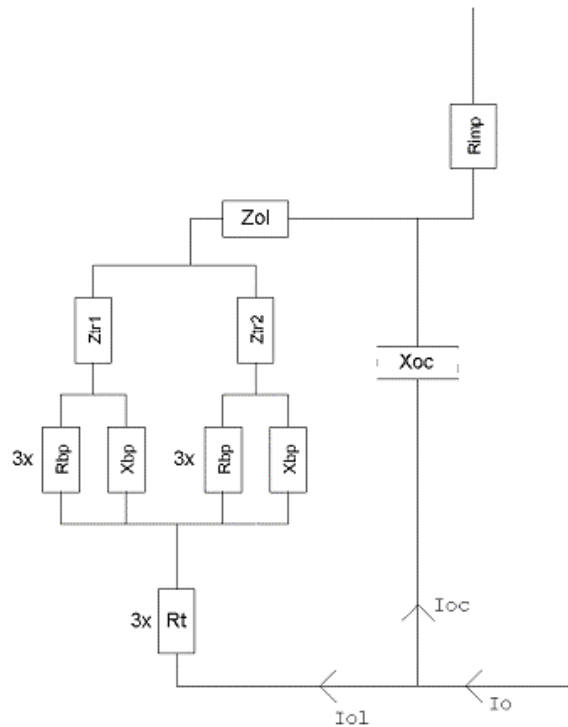 Rimp
Zol
Ztr1
Ztr2
Xoc
3x
Rbp
Xbp
3x
Rbp
Xbp
Ioc
3x
Rt
Io
Iol